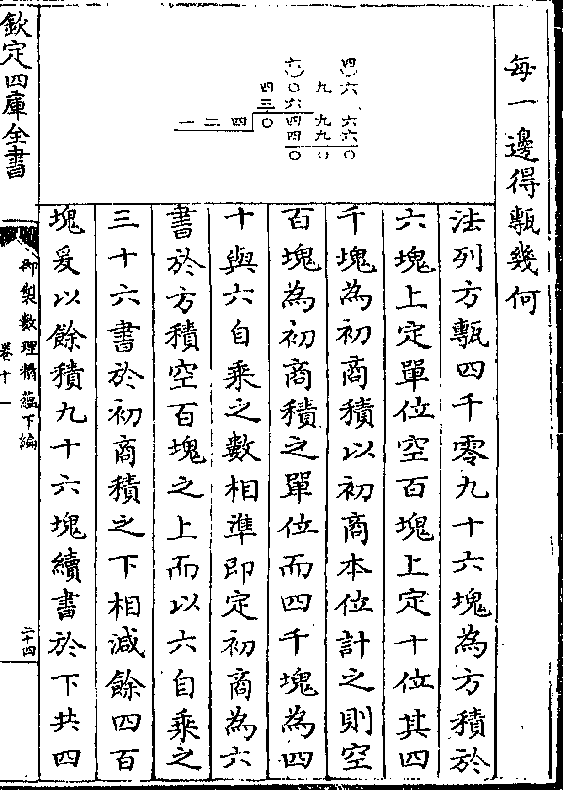 每一邊得甎幾何
六〇 四〇
四〇九六
三六
一二四 〇四九六
四九六
〇〇〇
法列方甎四千零九十六塊為方積於
六塊上定單位空百塊上定十位其四
千塊為初商積以初商本位計之則空
百塊為初商積之單位而四千塊為四
十與六自乘之數相準即定初商為六
書於方積空百塊之上而以六自乘之
三十六書於初商積之下相減餘四百
塊爰以餘積九十六塊續書於下共四
欽定四庫全書
御製數理精蘊下編
卷十一
二十四